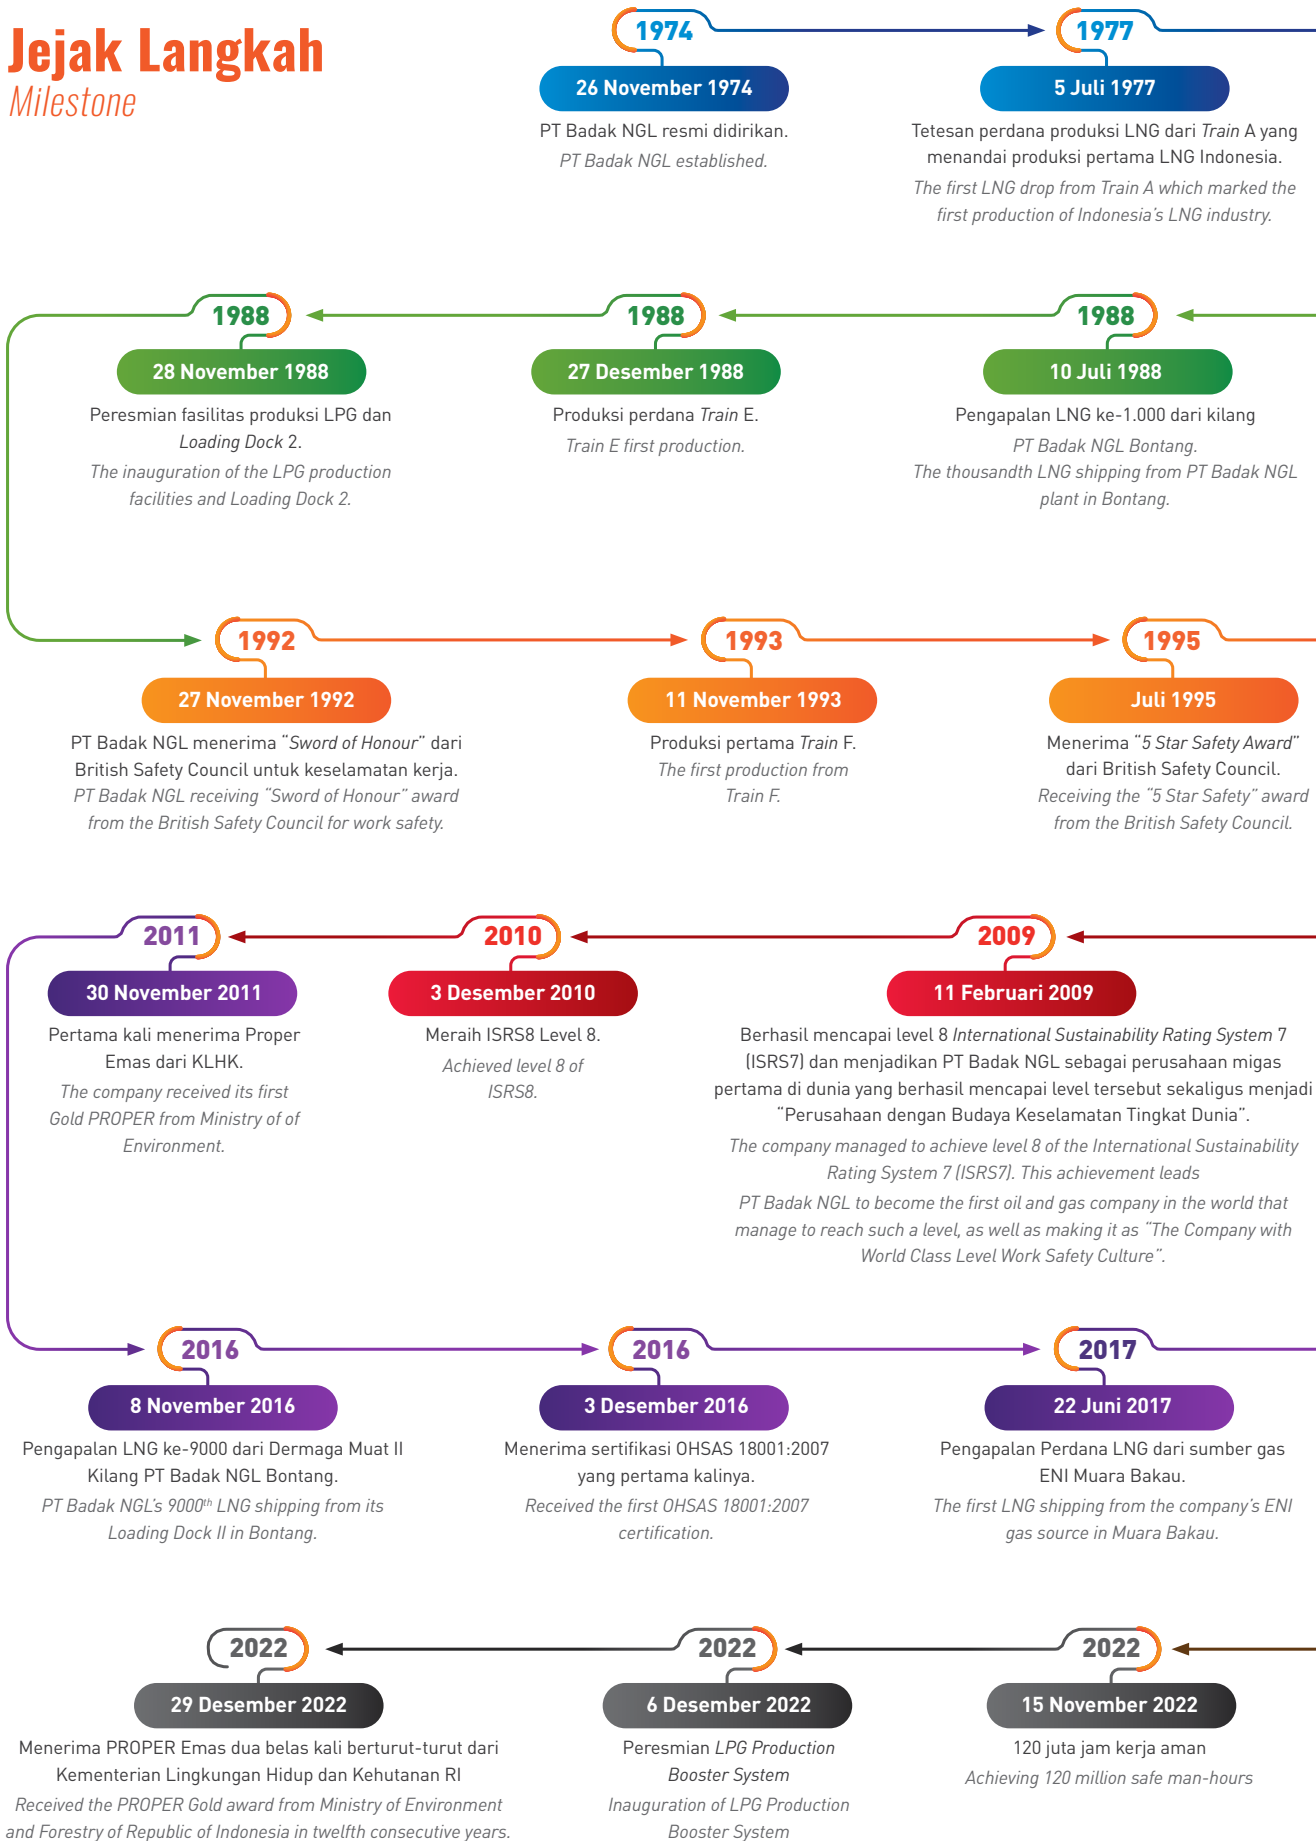 Jejak Langkah
Milestone
1974
26 November 1974
PT Badak NGL resmi didirikan.
PT Badak NGL established.
1977
5 Juli 1977
Tetesan perdana produksi LNG dari Train A yang
menandai produksi pertama LNG Indonesia.
The first LNG drop from Train A which marked the
first production of Indonesia's LNG industry.
1988
28 November 1988
Peresmian fasilitas produksi LPG dan
Loading Dock 2.
The inauguration of the LPG production
facilities and Loading Dock 2.
1988
27 Desember 1988
Produksi perdana Train E.
Train E first production.
1988
10 Juli 1988
Pengapalan LNG ke-1.000 dari kilang
PT Badak NGL Bontang.
The thousandth LNG shipping from PT Badak NGL
plant in Bontang.
1992
27 November 1992
PT Badak NGL menerima “Sword of Honour” dari
British Safety Council untuk keselamatan kerja.
PT Badak NGL receiving “Sword of Honour” award
from the British Safety Council for work safety.
1993
11 November 1993
Produksi pertama Train F.
The first production from
Train F.
1995
Juli 1995
Menerima “5 Star Safety Award”
dari British Safety Council.
Receiving the “5 Star Safety” award
from the British Safety Council.
2011
30 November 2011
Pertama kali menerima Proper
Emas dari KLHK.
The company received its first
Gold PROPER from Ministry of of
Environment.
2010
3 Desember 2010
Meraih ISRS8 Level 8.
Achieved level 8 of
ISRS8.
2009
11 Februari 2009
Berhasil mencapai level 8 International Sustainability Rating System 7
(ISRS7) dan menjadikan PT Badak NGL sebagai perusahaan migas
pertama di dunia yang berhasil mencapai level tersebut sekaligus menjadi
“Perusahaan dengan Budaya Keselamatan Tingkat Dunia”.
The company managed to achieve level 8 of the International Sustainability
Rating System 7 (ISRS7). This achievement leads
PT Badak NGL to become the first oil and gas company in the world that
manage to reach such a level, as well as making it as “The Company with
World Class Level Work Safety Culture”.
2016
8 November 2016
Pengapalan LNG ke-9000 dari Dermaga Muat II
Kilang PT Badak NGL Bontang.
PT Badak NGL's 9000th LNG shipping from its
Loading Dock II in Bontang.
2016
3 Desember 2016
Menerima sertifikasi OHSAS 18001:2007
yang pertama kalinya.
Received the first OHSAS 18001:2007
certification.
2017
22 Juni 2017
Pengapalan Perdana LNG dari sumber gas
ENI Muara Bakau.
The first LNG shipping from the company's ENI
gas source in Muara Bakau.
2022
29 Desember 2022
Menerima PROPER Emas dua belas kali berturut-turut dari
Kementerian Lingkungan Hidup dan Kehutanan RI
Received the PROPER Gold award from Ministry of Environment
and Forestry of Republic of Indonesia in twelfth consecutive years.
2022
6 Desember 2022
Peresmian LPG Production
Booster System
Inauguration of LPG Production
Booster System
2022
15 November 2022
120 juta jam kerja aman
Achieving 120 million safe man-hours